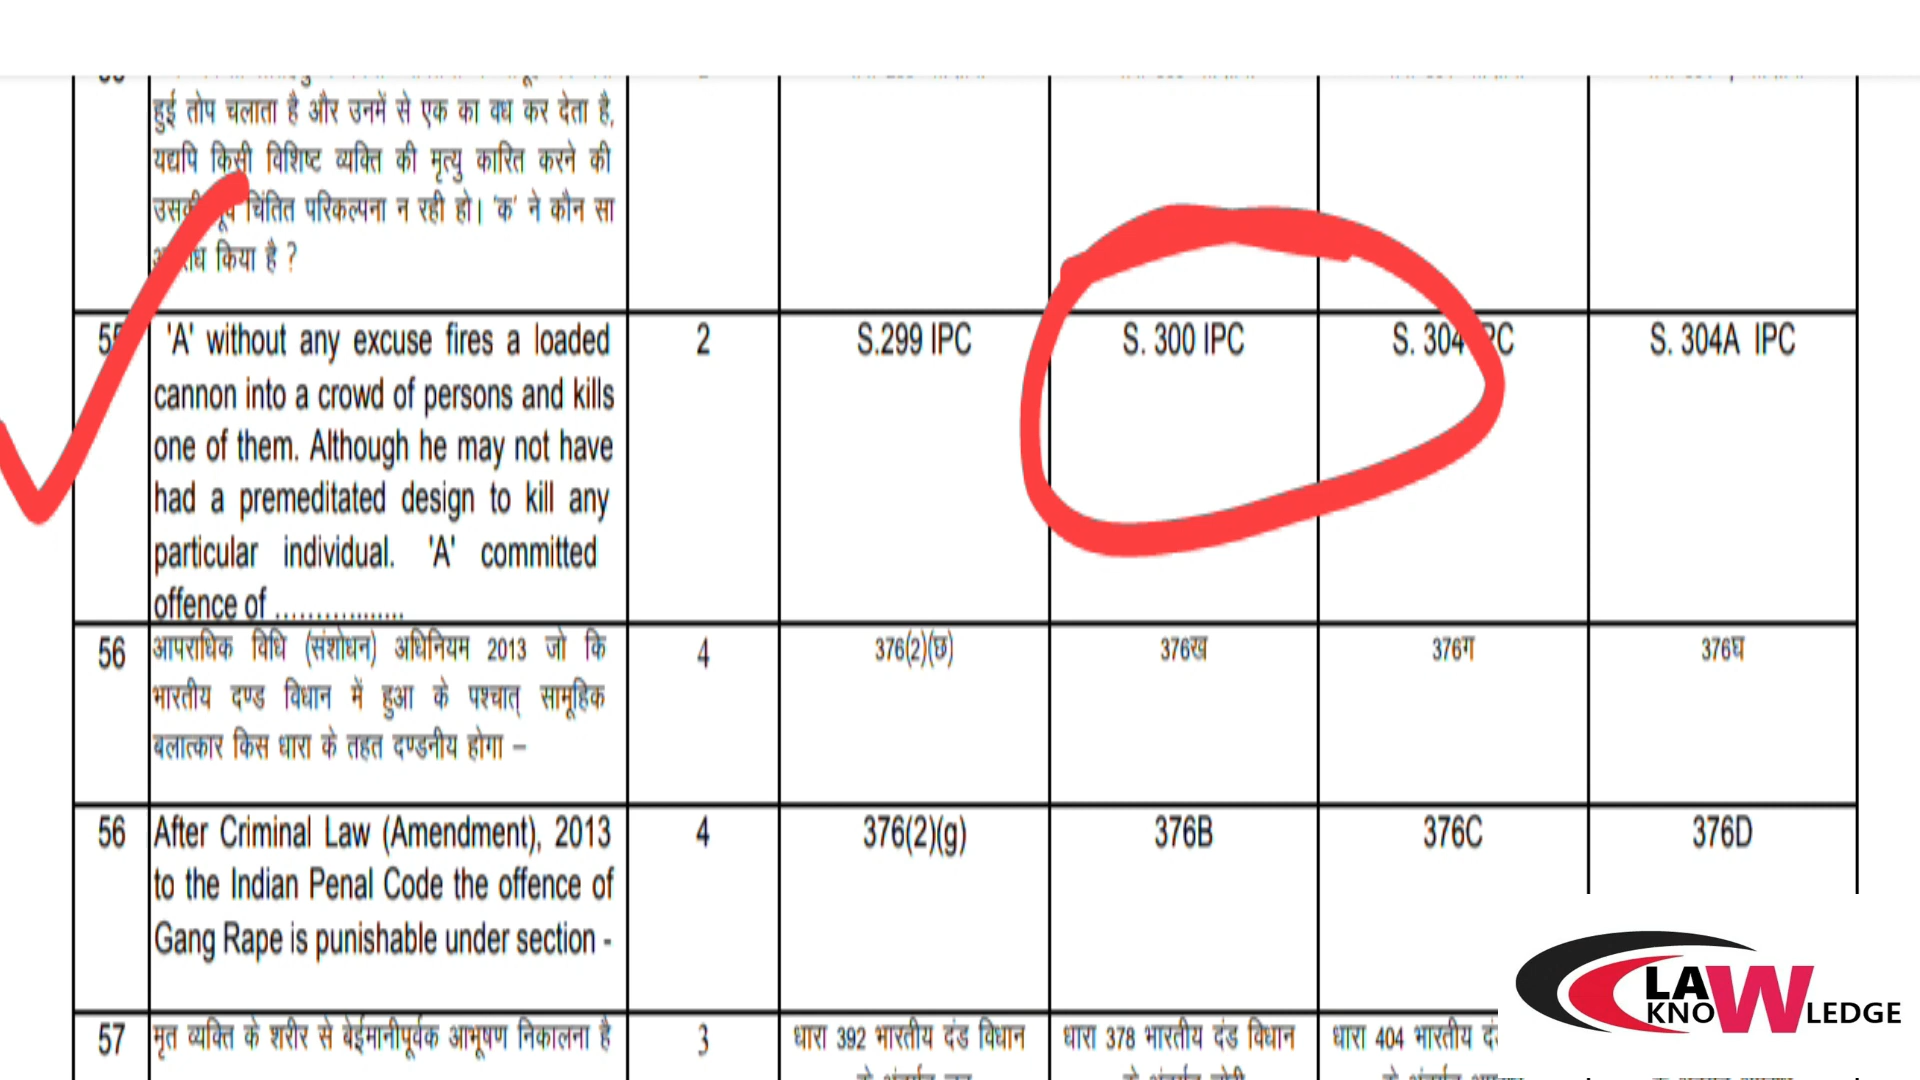 हुई तोप चलाता है और उनमें से एक का वध कर देता है,
यद्यपि किसी विशिष्ट व्यक्ति की मृत्यु कारित करने की
चिंतित परिकल्पना न रही हो। 'क' ने कौन सा
किया है ?
55 'A' without any excuse fires a loaded 2 S.299 IPC S. 300 IPC S. 304 S. 304A IPC
cannon into a crowd of persons and kills
one of them. Although he may not have
had a premeditated design to kill any
particular individual. 'A' committed
offence of ..................
56 आपराधिक विधि (संशोधन) अधिनियम 2013 जो कि 4 376(2)(छ) 376ख 376ग 376घ
भारतीय दण्ड विधान में हुआ के पश्चात् सामूहिक
बलात्कार किस धारा के तहत दण्डनीय होगा –
56 After Criminal Law (Amendment), 2013 4 376(2)(g) 376B 376C 376D
to the Indian Penal Code the offence of
Gang Rape is punishable under section -
57 मृत व्यक्ति के शरीर से बेईमानीपूर्वक आभूषण निकालना है 3 धारा 392 भारतीय दंड विधान धारा 378 भारतीय दंड विधान धारा 404 भारतीय
LAW
KNOWLEDGE